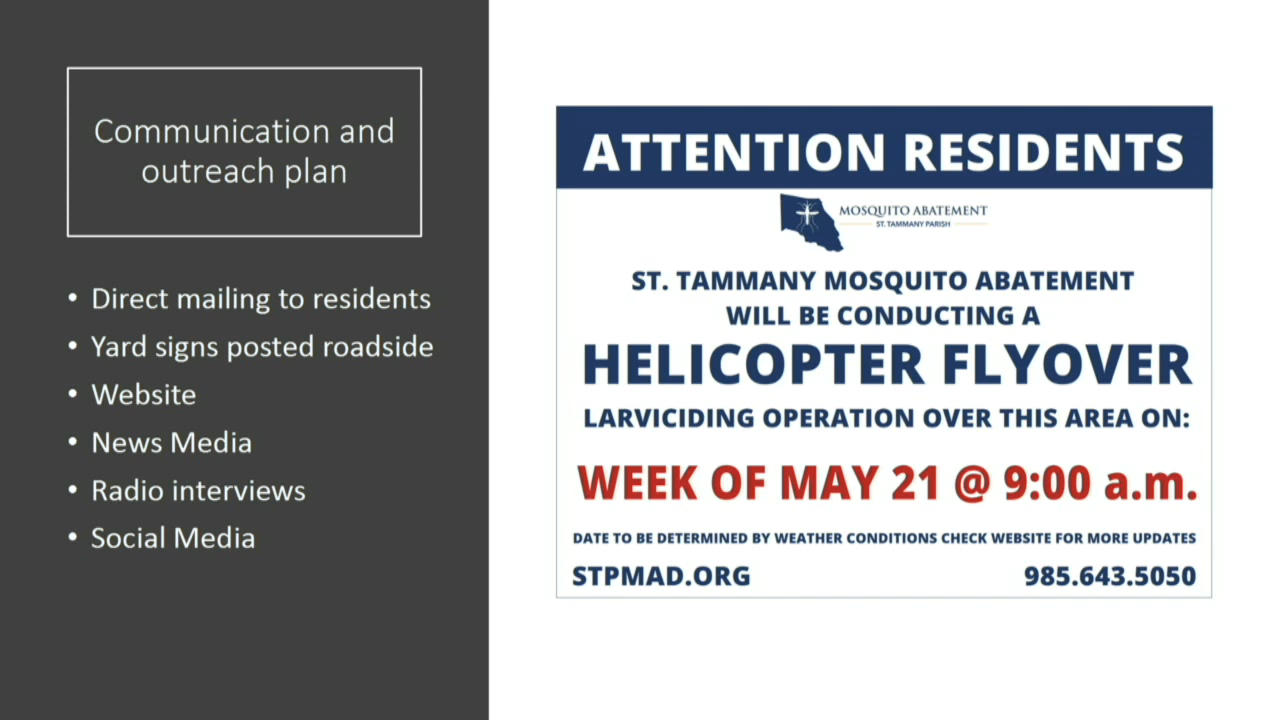 Communication and
outreach plan
• Direct mailing to residents
• Yard signs posted roadside
• Website
• News Media
• Radio interviews
• Social Media
ATTENTION RESIDENTS
MOSQUITO ABATEMENT
ST. TAMMANY PARISH
ST. TAMMANY MOSQUITO ABATEMENT
WILL BE CONDUCTING A
HELICOPTER FLYOVER
LARVICIDING OPERATION OVER THIS AREA ON:
WEEK OF MAY 21 @ 9:00 a.m.
DATE TO BE DETERMINED BY WEATHER CONDITIONS CHECK WEBSITE FOR MORE UPDATES
STPMAD.ORG 985.643.5050